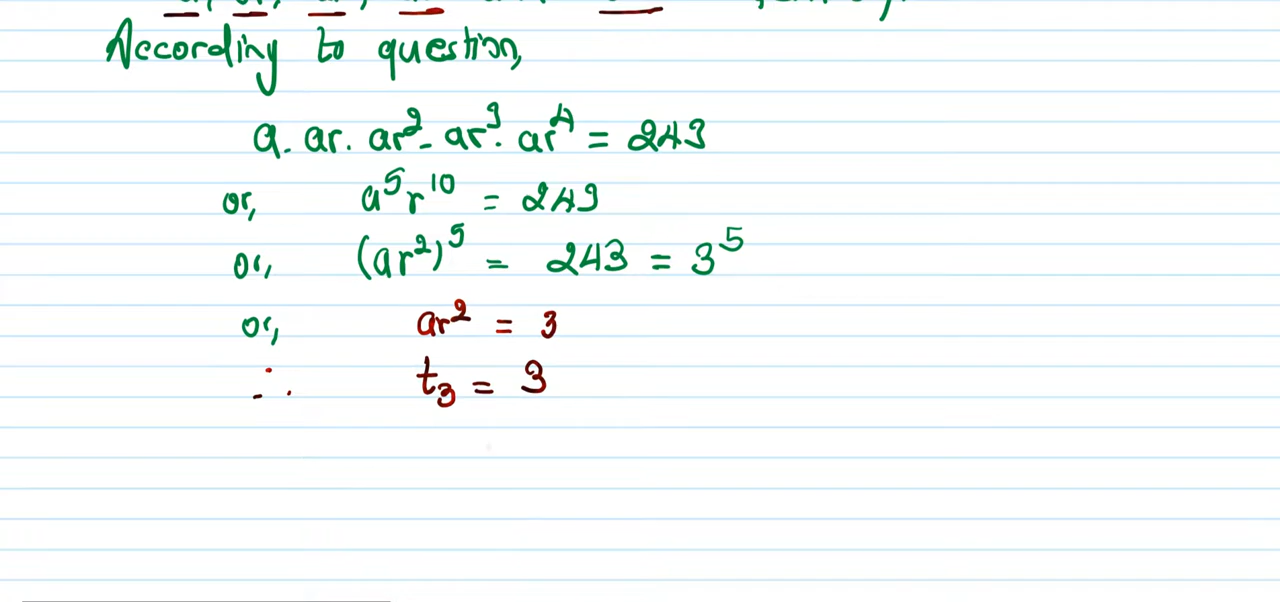 According to question,
a. ar. ar². ar³. ar⁴ = 243
or, a⁵r¹⁰ = 243
or, (ar²)⁵ = 243 = 3⁵
or, ar² = 3
∴ t₃ = 3